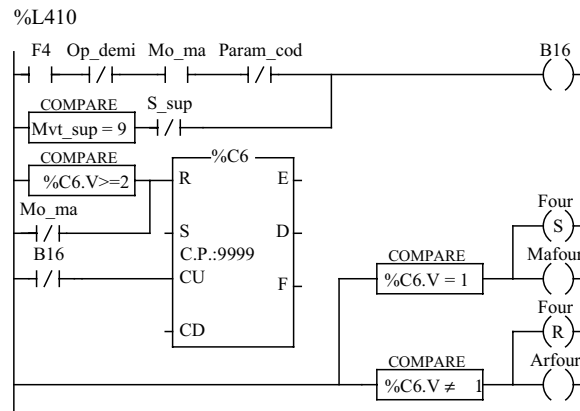 %L410
F4 Op_demi Mo_ma Param_cod B16
COMPARE S_sup
Mvt_sup = 9
COMPARE %C6
%C6.V>=2 R E
Mo_ma Four
S D S
B16 C.P.:9999 COMPARE Mafour
CU F %C6.V = 1
Four
CD R
COMPARE Arfour
%C6.V ≠ 1